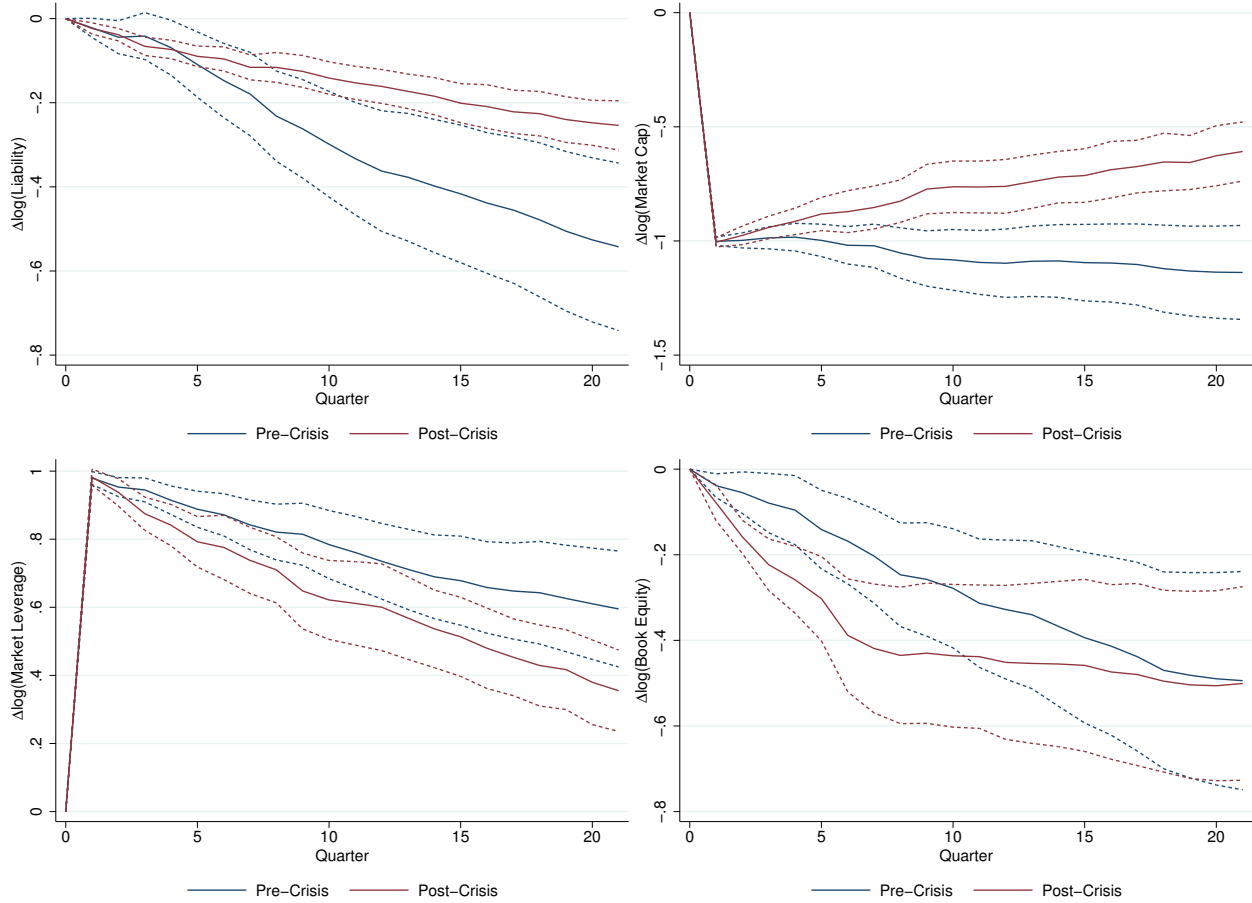 Δlog(Liability)
0
−.2
−.4
−.6
−.8
0 5 10 15 20
Quarter
Pre−Crisis Post−Crisis
Δlog(Market Cap)
0
−.5
−1
−1.5
0 5 10 15 20
Quarter
Pre−Crisis Post−Crisis
Δlog(Market Leverage)
1
.8
.6
.4
.2
0
0 5 10 15 20
Quarter
Pre−Crisis Post−Crisis
Δlog(Book Equity)
0
−.2
−.4
−.6
−.8
0 5 10 15 20
Quarter
Pre−Crisis Post−Crisis